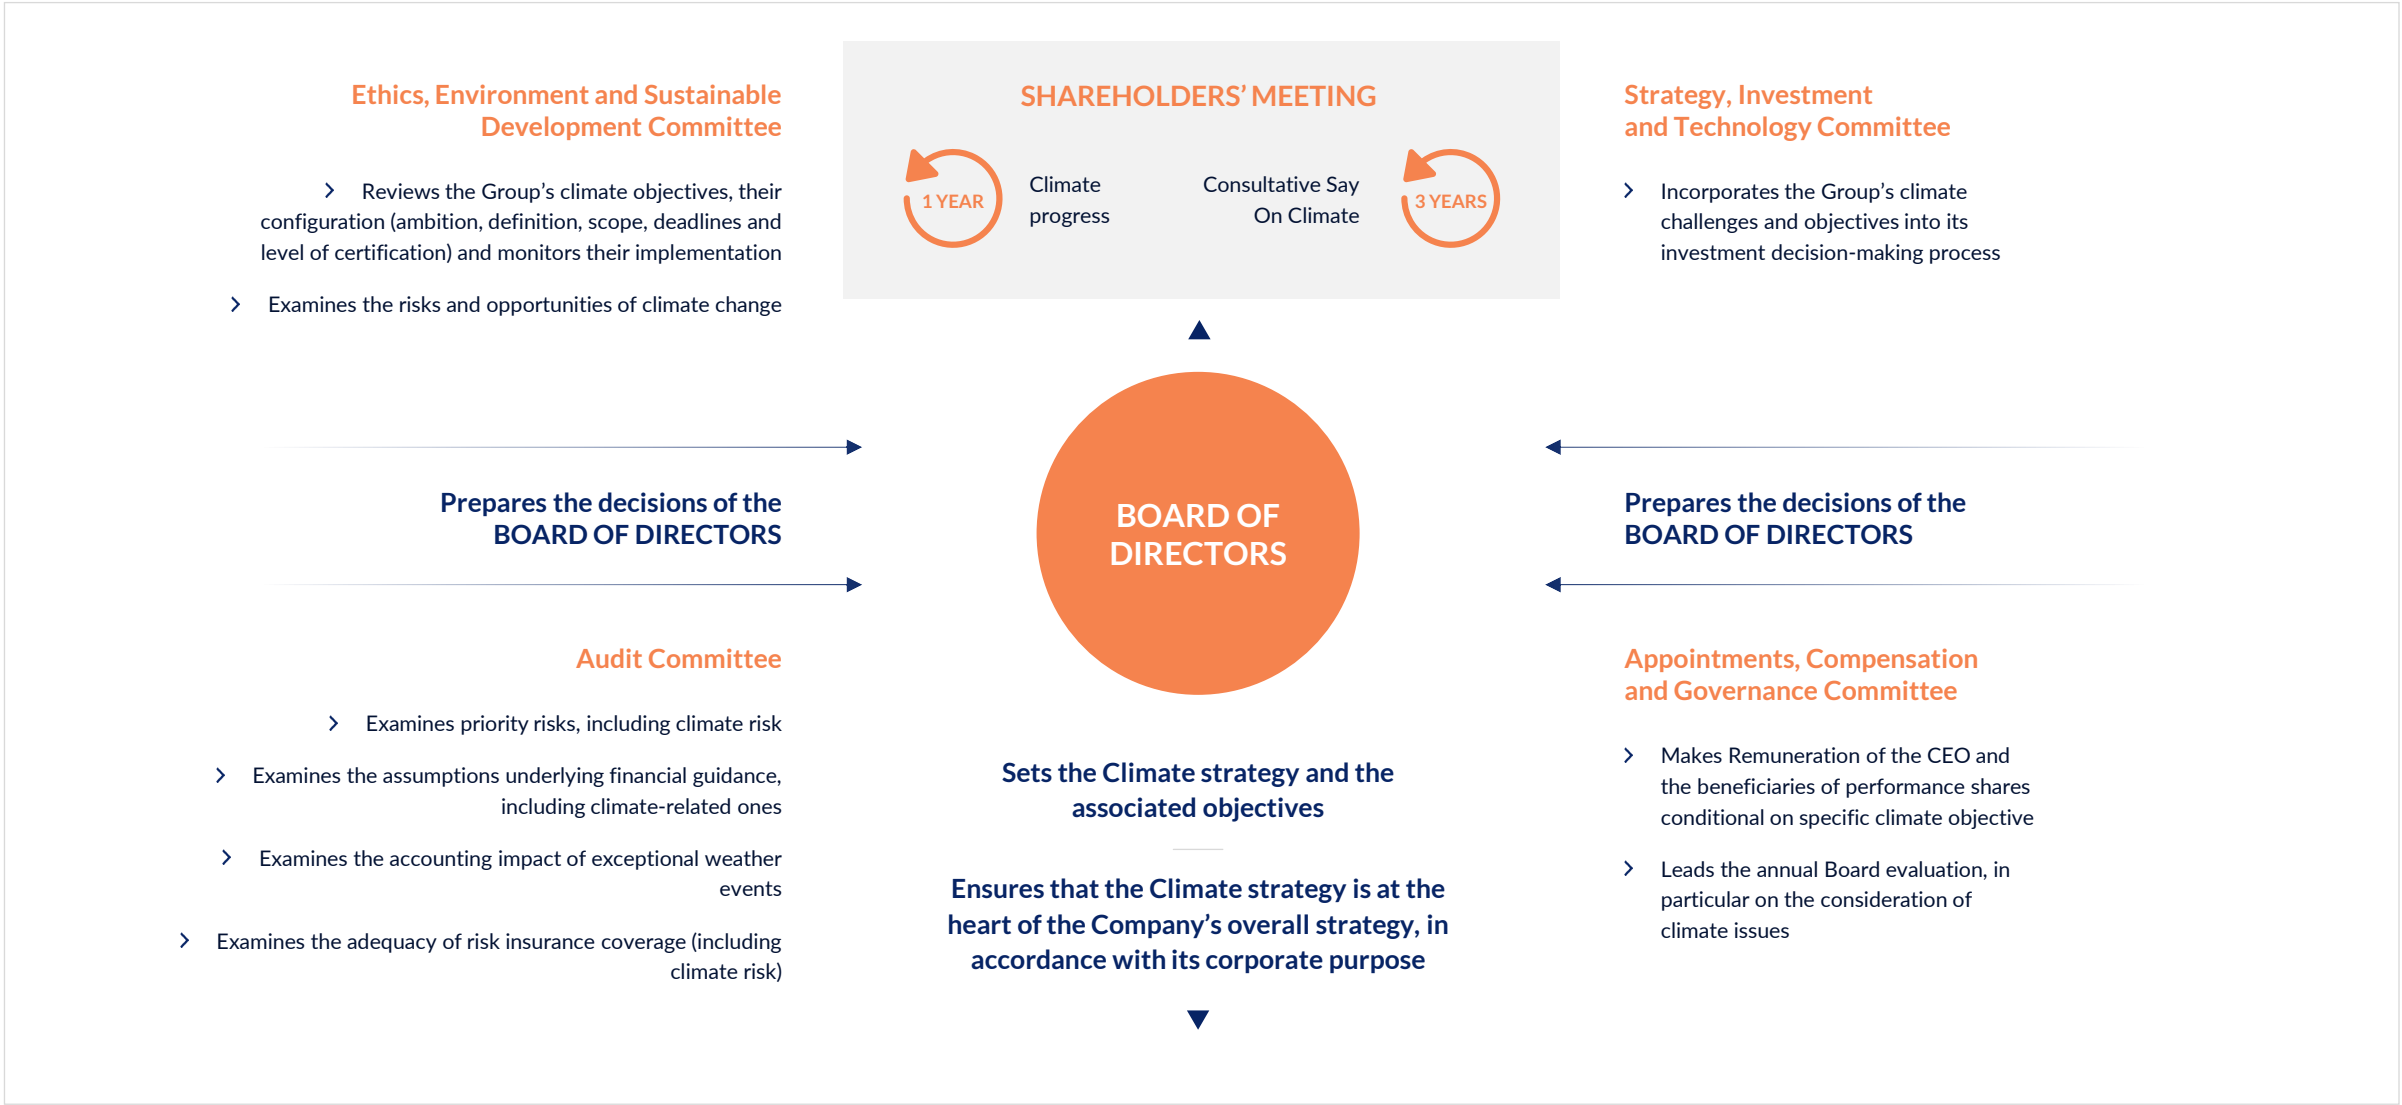 Ethics, Environment and Sustainable
Development Committee
Reviews the Group’s climate objectives, their
configuration (ambition, definition, scope, deadlines and
level of certification) and monitors their implementation
Examines the risks and opportunities of climate change
SHAREHOLDERS’ MEETING
1 YEAR
Climate
progress
Consultative Say
On Climate
3 YEARS
Strategy, Investment
and Technology Committee
Incorporates the Group’s climate
challenges and objectives into its
investment decision-making process
Prepares the decisions of the
BOARD OF DIRECTORS
BOARD OF
DIRECTORS
Prepares the decisions of the
BOARD OF DIRECTORS
Audit Committee
Examines priority risks, including climate risk
Examines the assumptions underlying financial guidance,
including climate-related ones
Examines the accounting impact of exceptional weather
events
Examines the adequacy of risk insurance coverage (including
climate risk)
Sets the Climate strategy and the
associated objectives
Ensures that the Climate strategy is at the
heart of the Company’s overall strategy, in
accordance with its corporate purpose
Appointments, Compensation
and Governance Committee
Makes Remuneration of the CEO and
the beneficiaries of performance shares
conditional on specific climate objective
Leads the annual Board evaluation, in
particular on the consideration of
climate issues